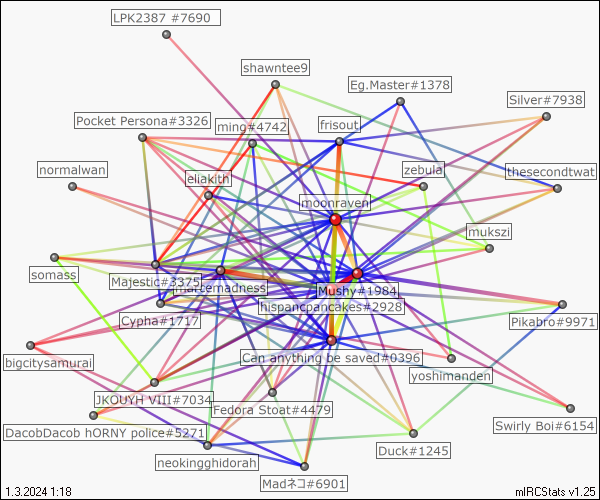 LPK2387 #7690
shawntee9
Eg.Master#1378
Silver#7938
Pocket Persona#3326
ming#4742
frisout
normalwan
eliakith
zebula
thesecondtwat
moonraven
mukszi
somass
Majestic#3375
marcemadness
Mushy#1984
hispancpancakes#2928
Cypha#1717
Pikabro#9971
bigcitysamurai
Can anything be saved#0396
yoshimanden
JKOUYH VIII#7034
Fedora Stoat#4479
DacobDacob hORNY police#5271
Swirly Boi#6154
neokingghidorah
Duck#1245
Madネコ#6901
1.3.2024 1:18
mIRCStats v1.25